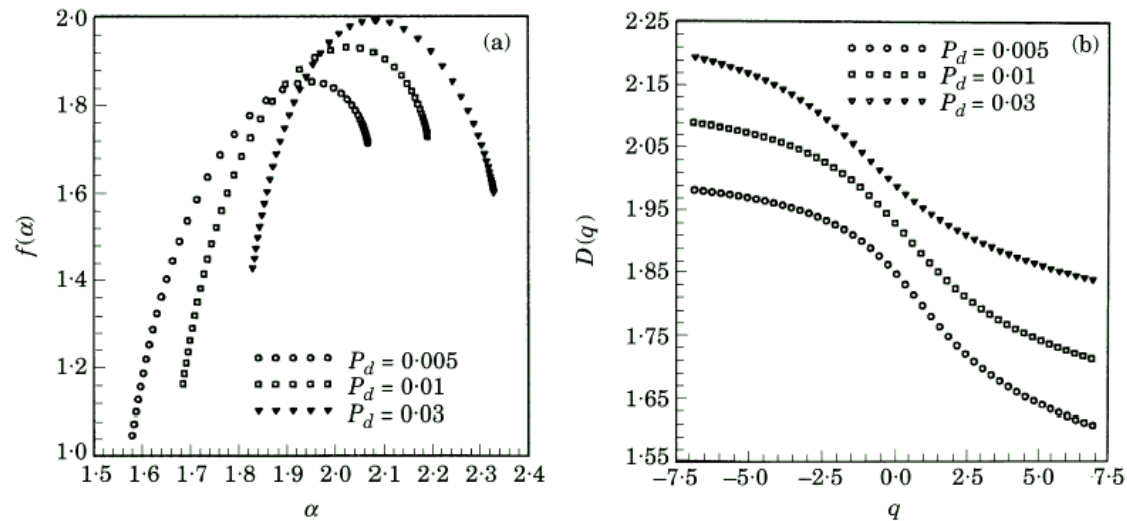 (a)
2·0
1·8
1·6
1·4
1·2
1·0
f(α)
P_d = 0·005
P_d = 0·01
P_d = 0·03
1·5 1·6 1·7 1·8 1·9 2·0 2·1 2·2 2·3 2·4
α
(b)
2·25
2·15
2·05
1·95
1·85
1·75
1·65
1·55
D(q)
P_d = 0·005
P_d = 0·01
P_d = 0·03
−7·5 −5·0 −2·5 0·0 2·5 5·0 7·5
q